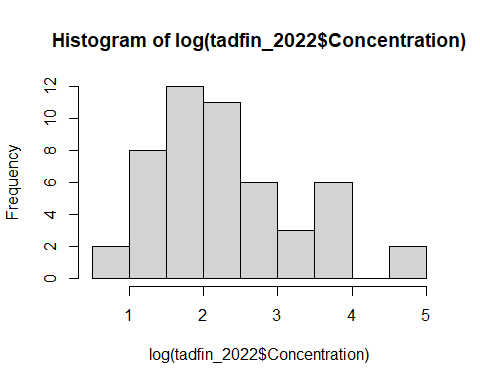 Histogram of log(tadfin_2022$Concentration)
Frequency
12
10
8
6
4
2
0
1 2 3 4 5
log(tadfin_2022$Concentration)